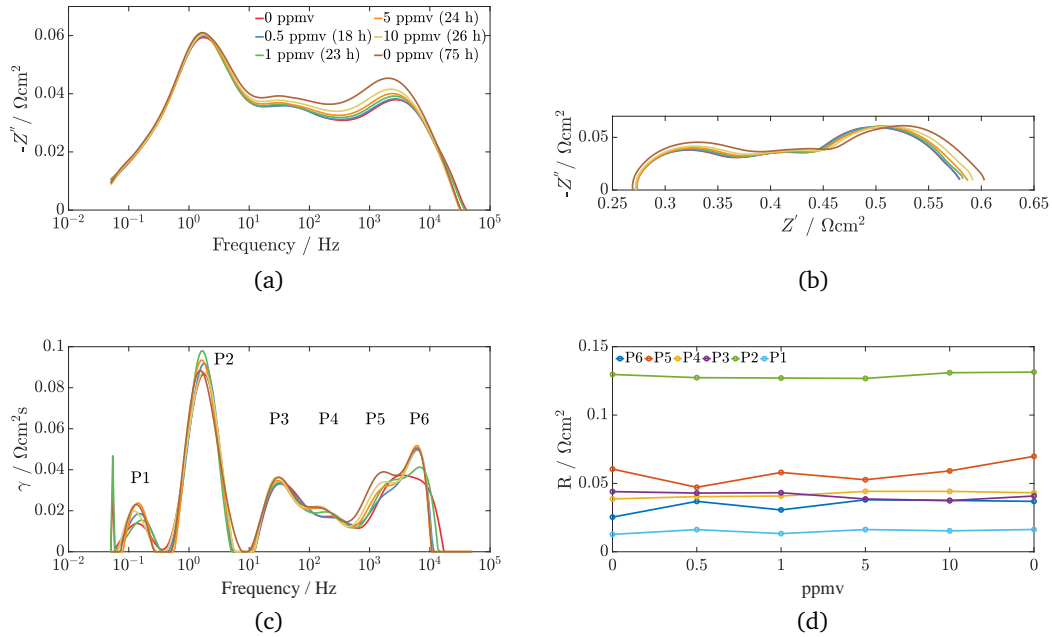 -Z″ / Ωcm2
0.06
0.04
0.02
0
0 ppmv
0.5 ppmv (18 h)
1 ppmv (23 h)
5 ppmv (24 h)
10 ppmv (26 h)
0 ppmv (75 h)
10⁻² 10⁻¹ 10⁰ 10¹ 10² 10³ 10⁴ 10⁵
Frequency / Hz
(a)
-Z″ / Ωcm²
0.05
0
0.25 0.3 0.35 0.4 0.45 0.5 0.55 0.6 0.65
Z′ / Ωcm²
(b)
γ / Ωcm²s
0.1
0.08
0.06
0.04
0.02
0
P1
P2
P3
P4
P5
P6
10⁻² 10⁻¹ 10⁰ 10¹ 10² 10³ 10⁴ 10⁵
Frequency / Hz
(c)
R / Ωcm²
0.15
0.1
0.05
0
P6 P5 P4 P3 P2 P1
0 0.5 1 5 10 0
ppmv
(d)